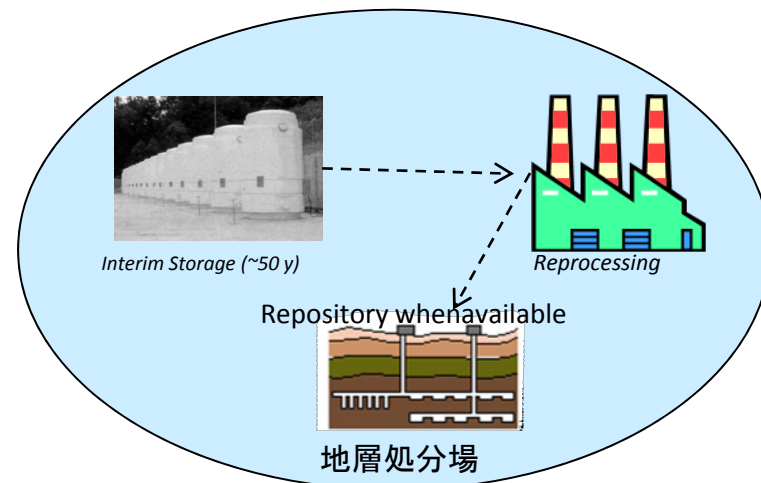 Interim Storage (~50 y)
Reprocessing
Repository whenavailable
地層処分場